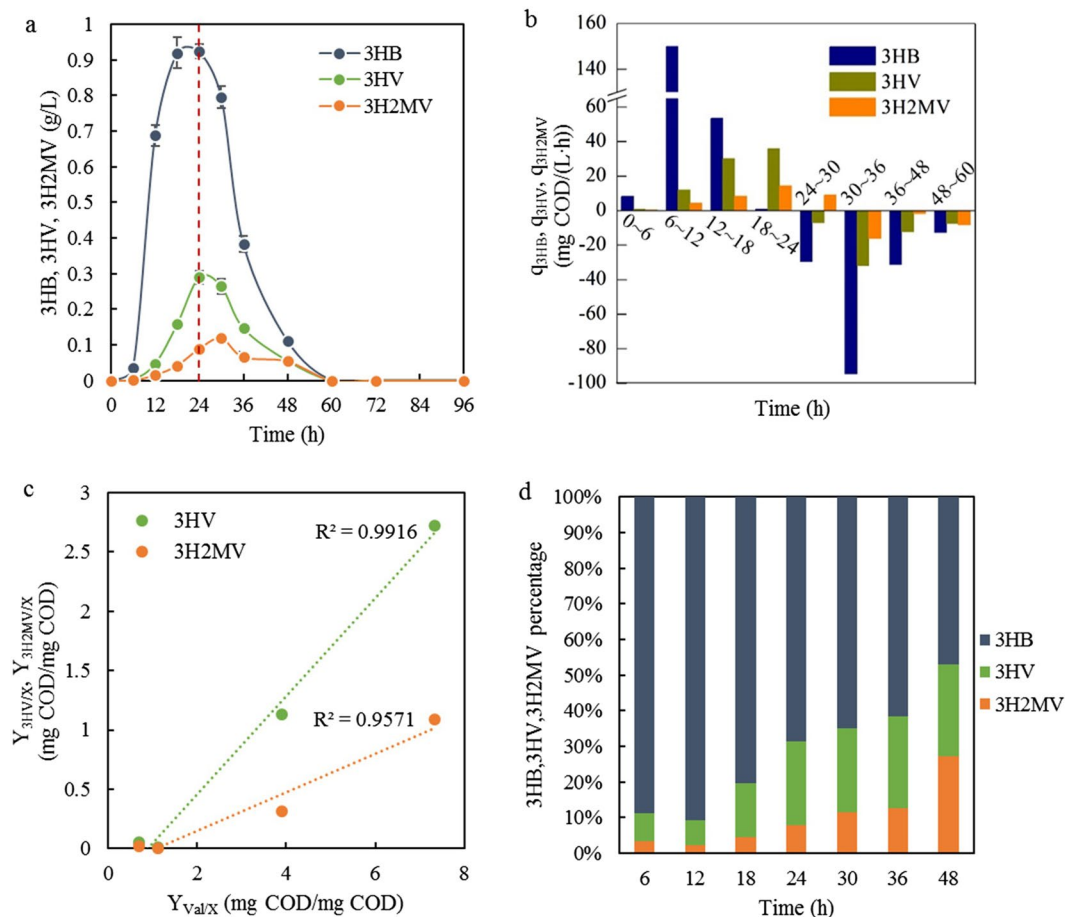 a
3HB, 3HV, 3H2MV (g/L)
1
0.9
0.8
0.7
0.6
0.5
0.4
0.3
0.2
0.1
0
3HB
3HV
3H2MV
0 12 24 36 48 60 72 84 96
Time (h)
b
q3HB, q3HV, q3H2MV
(mg COD/(L·h))
160
140
60
40
20
0
-20
-40
-60
-80
-100
3HB
3HV
3H2MV
0~6 6~12 12~18 18~24 24~30 30~36 36~48 48~60
Time (h)
c
Y3HV/X, Y3H2MV/X
(mg COD/mg COD)
3
2.5
2
1.5
1
0.5
0
3HV
3H2MV
R² = 0.9916
R² = 0.9571
0 2 4 6 8
YVal/X (mg COD/mg COD)
d
3HB,3HV,3H2MV percentage
100%
90%
80%
70%
60%
50%
40%
30%
20%
10%
0%
3HB
3HV
3H2MV
6 12 18 24 30 36 48
Time (h)